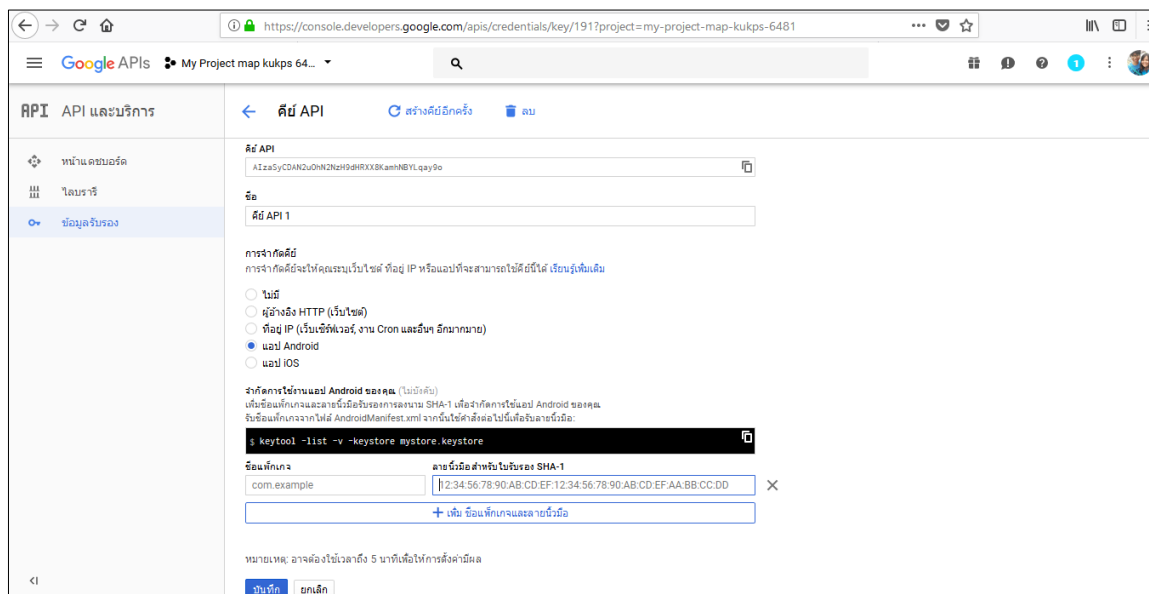 https://console.developers.google.com/apis/credentials/key/191?project=my-project-map-kukps-6481
Google APIs My Project map kukps 64...
1
API API และบริการ
คีย์ API สร้างคีย์อีกครั้ง ลบ
หน้าแดชบอร์ด
ไลบรารี
ข้อมูลรับรอง
คีย์ API
AIzaSyCDAN2uOhN2NzH9dHRXX8KamhNBYLqay9o
ชื่อ
คีย์ API 1
การจำกัดคีย์
การจำกัดคีย์จะให้คุณระบุเว็บไซต์ ที่อยู่ IP หรือแอปที่จะสามารถใช้คีย์นี้ได้ เรียนรู้เพิ่มเติม
ไม่มี
ผู้อ้างอิง HTTP (เว็บไซต์)
ที่อยู่ IP (เว็บเซิร์ฟเวอร์, งาน Cron และอื่นๆ อีกมากมาย)
แอป Android
แอป iOS
จำกัดการใช้งานแอป Android ของคุณ (ไม่บังคับ)
เพิ่มชื่อแพ็กเกจและลายนิ้วมือรับรองการลงนาม SHA-1 เพื่อจำกัดการใช้แอป Android ของคุณ
รับชื่อแพ็กเกจจากไฟล์ AndroidManifest.xml จากนั้นใช้คำสั่งต่อไปนี้เพื่อรับลายนิ้วมือ:
$ keytool -list -v -keystore mystore.keystore
ชื่อแพ็กเกจ ลายนิ้วมือสำหรับใบรับรอง SHA-1
com.example 12:34:56:78:90:AB:CD:EF:12:34:56:78:90:AB:CD:EF:AA:BB:CC:DD
+ เพิ่ม ชื่อแพ็กเกจและลายนิ้วมือ
หมายเหตุ: อาจต้องใช้เวลาถึง 5 นาทีเพื่อให้การตั้งค่ามีผล
บันทึก ยกเลิก